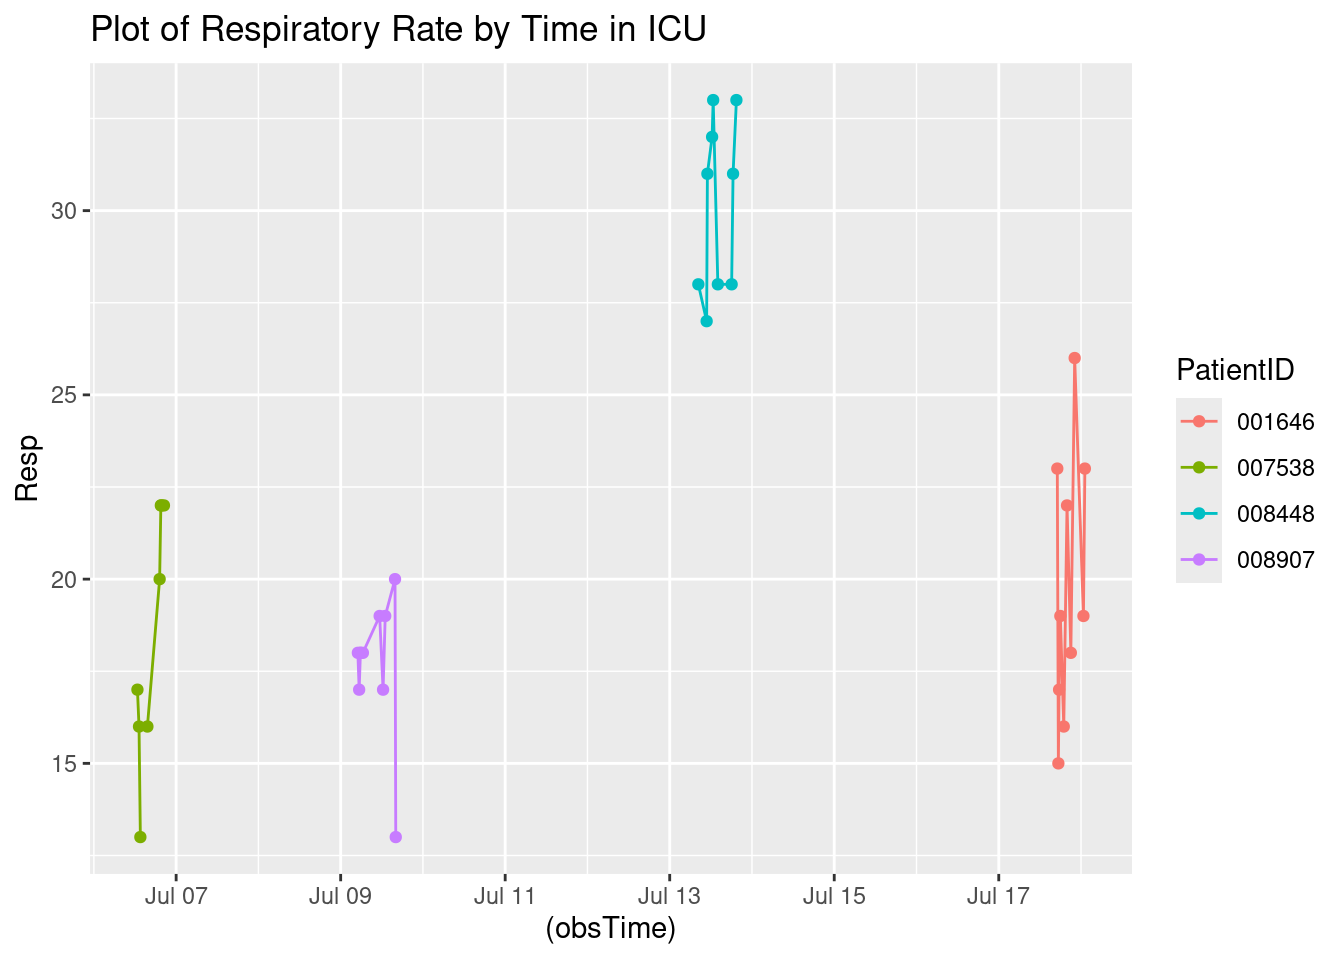 Plot of Respiratory Rate by Time in ICU
Resp
30
25
20
15
Jul 07
Jul 09
Jul 11
Jul 13
Jul 15
Jul 17
(obsTime)
PatientID
001646
007538
008448
008907